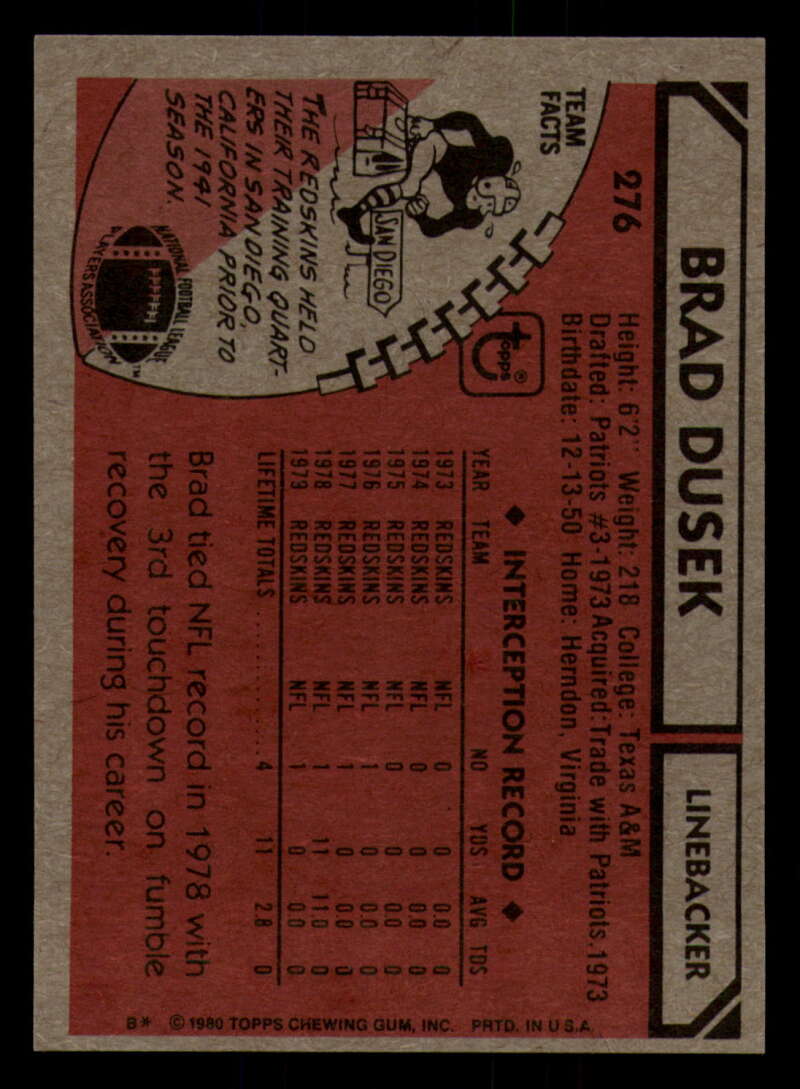 276
BRAD DUSEK
LINEBACKER
Height: 6'2" Weight: 218 College: Texas A&M
Drafted: Patriots #3-1973 Acquired: Trade with Patriots, 1973
Birthdate: 12-13-50 Home: Herndon, Virginia
TEAM
FACTS
SAN DIEGO
THE REDSKINS HELD
THEIR TRAINING QUART-
ERS IN SAN DIEGO,
CALIFORNIA PRIOR TO
THE 1941
SEASON.
NATIONAL FOOTBALL LEAGUE
PLAYERS ASSOCIATION™
topps®
◆ INTERCEPTION RECORD ◆
YEAR TEAM NO YDS AVG TDS
1973 REDSKINS NFL 0 0 0.0 0
1974 REDSKINS NFL 0 0 0.0 0
1975 REDSKINS NFL 0 0 0.0 0
1976 REDSKINS NFL 1 0 0.0 0
1977 REDSKINS NFL 1 0 0.0 0
1978 REDSKINS NFL 1 11 11.0 0
1979 REDSKINS NFL 1 0 0.0 0
LIFETIME TOTALS ........ 4 11 2.8 0
Brad tied NFL record in 1978 with
the 3rd touchdown on fumble
recovery during his career.
B* © 1980 TOPPS CHEWING GUM, INC. PRTD. IN U.S.A.